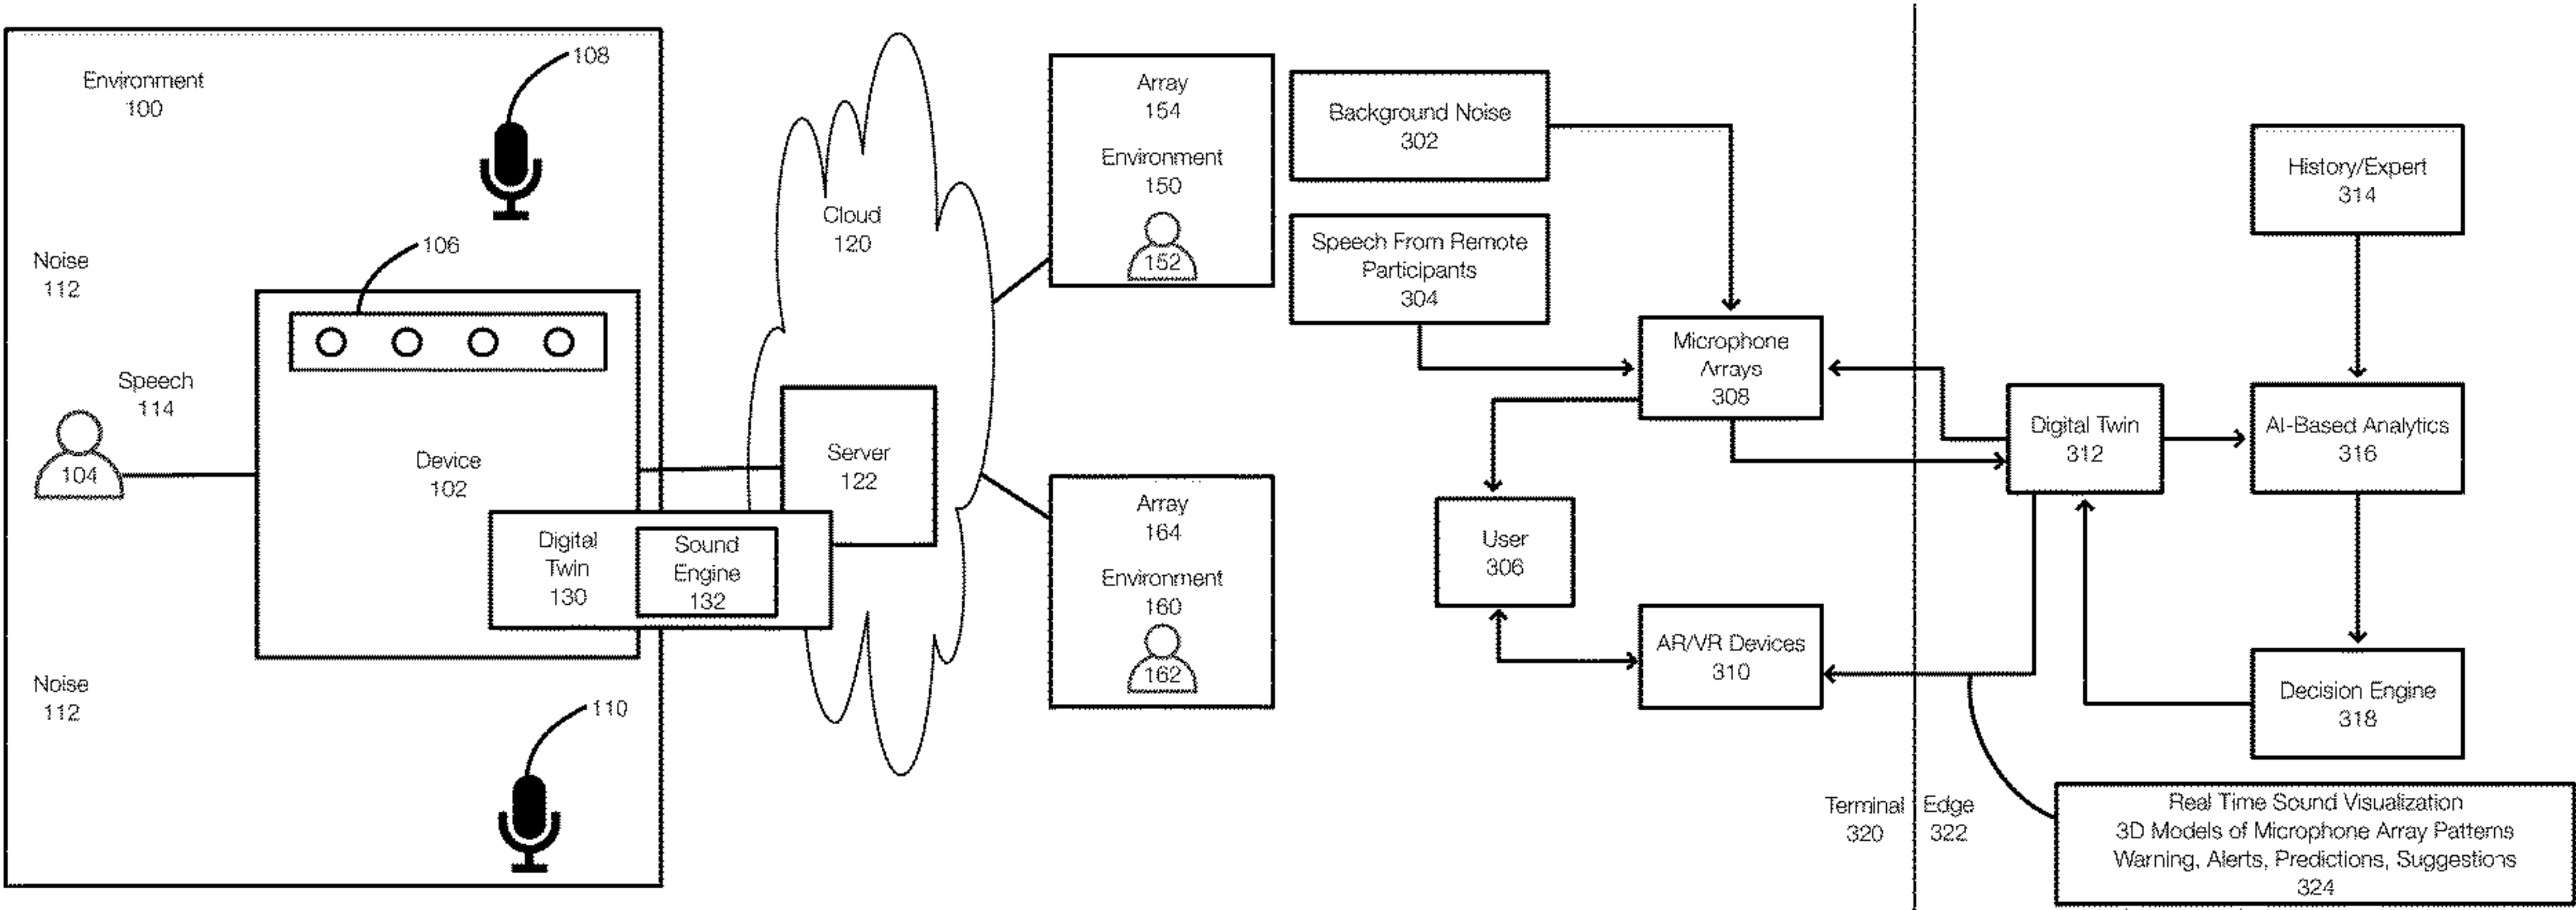 Environment
100
108
Noise
112
106
Speech
114
104
Device
102
Digital
Twin
130
Sound
Engine
132
Noise
112
110
Cloud
120
Server
122
Array
154
Environment
150
152
Array
164
Environment
160
162
Background Noise
302
Speech From Remote
Participants
304
Microphone
Arrays
308
User
306
AR/VR Devices
310
Terminal
320
Edge
322
Digital Twin
312
History/Expert
314
AI-Based Analytics
316
Decision Engine
318
Real Time Sound Visualization
3D Models of Microphone Array Patterns
Warning, Alerts, Predictions, Suggestions
324